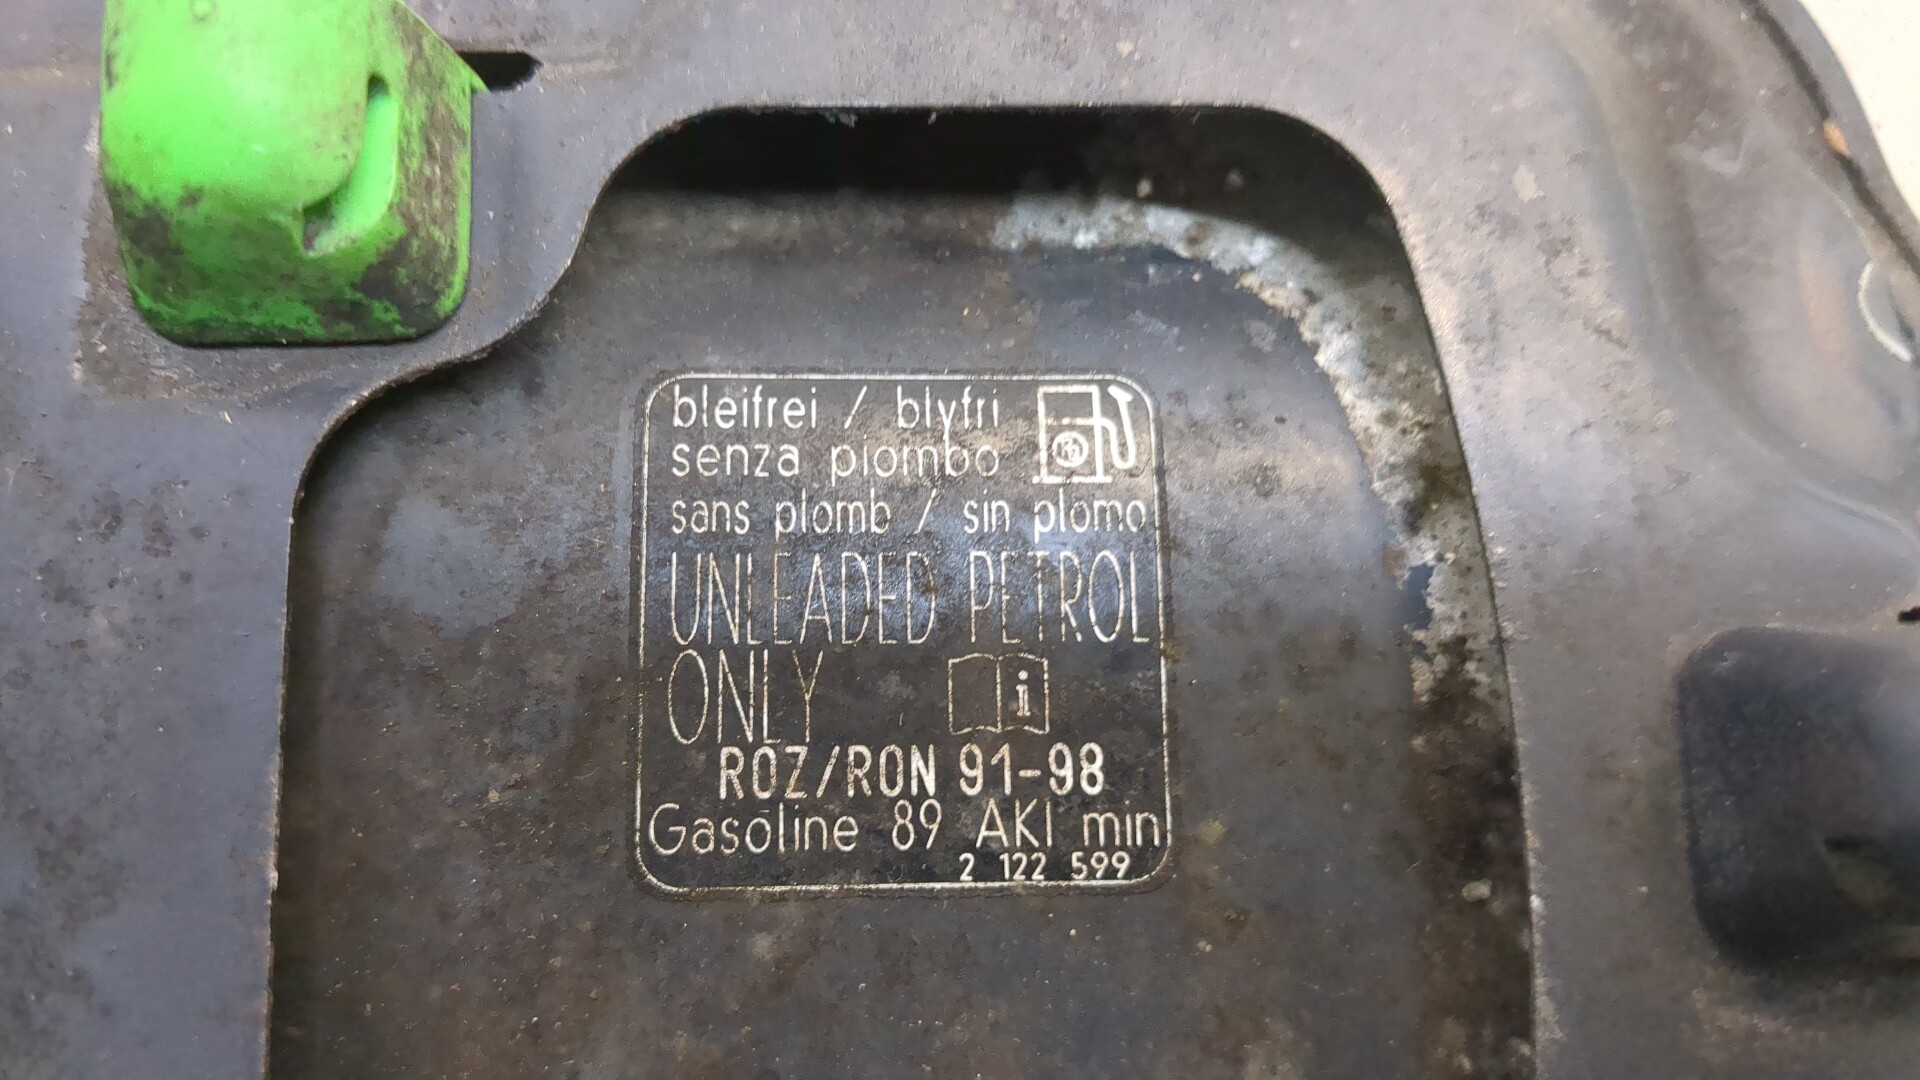 bleifrei / blyfri
senza piombo
sans plomb / sin plomo
UNLEADED PETROL
ONLY
i
ROZ/RON 91-98
Gasoline 89 AKI min
2 122 599